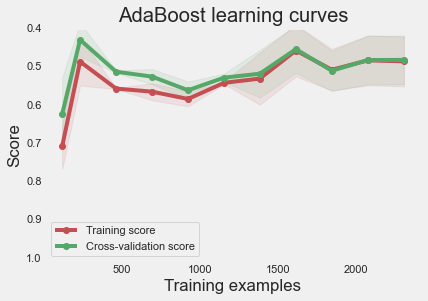 AdaBoost learning curves
0.4
0.5
0.6
0.7
0.8
0.9
1.0
Score
Training score
Cross-validation score
500
1000
1500
2000
Training examples